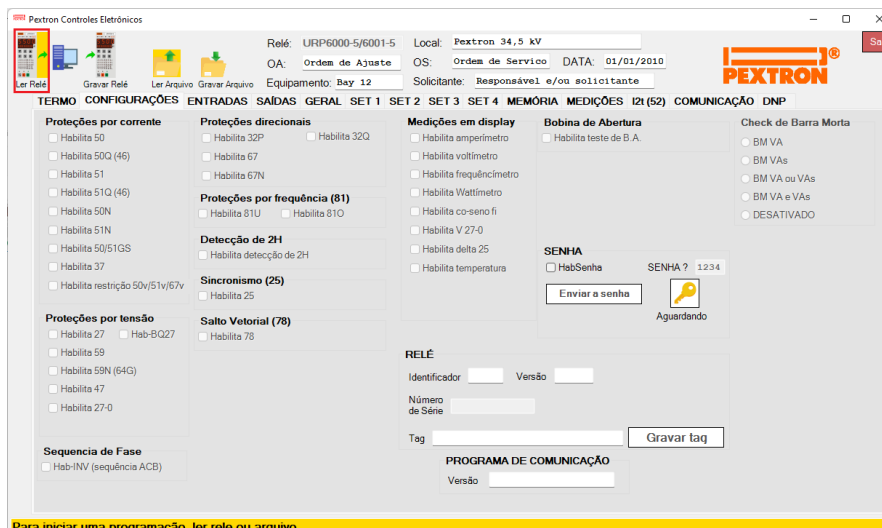 Pextron Controles Eletrônicos
Ler Relé
Gravar Relé
Ler Arquivo
Gravar Arquivo
Relé: URP6000-5/6001-5
Local: Pextron 34,5 kV
OA: Ordem de Ajuste
OS: Ordem de Servico
DATA: 01/01/2010
Equipamento: Bay 12
Solicitante: Responsável e/ou solicitante
PEXTRON®
Sa
TERMO CONFIGURAÇÕES ENTRADAS SAÍDAS GERAL SET 1 SET 2 SET 3 SET 4 MEMÓRIA MEDIÇÕES I2t (52) COMUNICAÇÃO DNP
Proteções por corrente
Habilita 50
Habilita 50Q (46)
Habilita 51
Habilita 51Q (46)
Habilita 50N
Habilita 51N
Habilita 50/51GS
Habilita 37
Habilita restrição 50v/51v/67v
Proteções por tensão
Habilita 27 Hab-BQ27
Habilita 59
Habilita 59N (64G)
Habilita 47
Habilita 27-0
Sequencia de Fase
Hab-INV (sequência ACB)
Proteções direcionais
Habilita 32P Habilita 32Q
Habilita 67
Habilita 67N
Proteções por frequência (81)
Habilita 81U Habilita 81O
Detecção de 2H
Habilita detecção de 2H
Sincronismo (25)
Habilita 25
Salto Vetorial (78)
Habilita 78
Medições em display
Habilita amperímetro
Habilita voltímetro
Habilita frequêncímetro
Habilita Wattímetro
Habilita co-seno fi
Habilita V 27-0
Habilita delta 25
Habilita temperatura
Bobina de Abertura
Habilita teste de B.A.
SENHA
HabSenha SENHA ? 1234
Enviar a senha
Aguardando
Check de Barra Morta
BM VA
BM VAs
BM VA ou VAs
BM VA e VAs
DESATIVADO
RELÉ
Identificador Versão
Número
de Série
Tag Gravar tag
PROGRAMA DE COMUNICAÇÃO
Versão
Para iniciar uma programação, ler rele ou arquivo